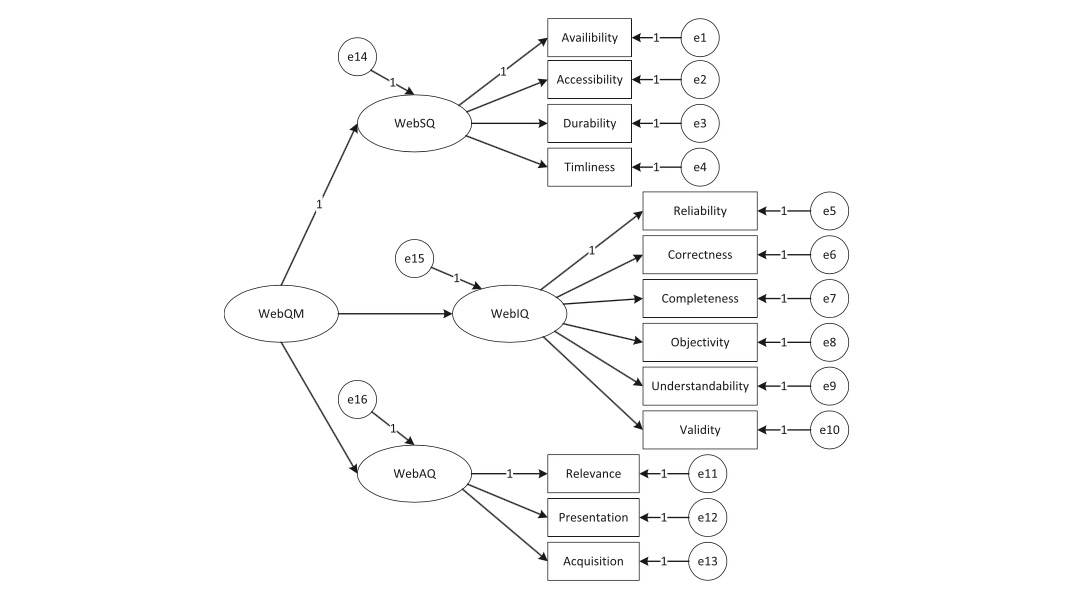 Availibility
1
e1
e14
1
1
Accessibility
1
e2
WebSQ
Durability
1
e3
Timliness
1
e4
1
Reliability
1
e5
1
Correctness
1
e6
e15
1
Completeness
1
e7
WebQM
WebIQ
Objectivity
1
e8
Understandability
1
e9
e16
1
Validity
1
e10
WebAQ
1
Relevance
1
e11
Presentation
1
e12
Acquisition
1
e13